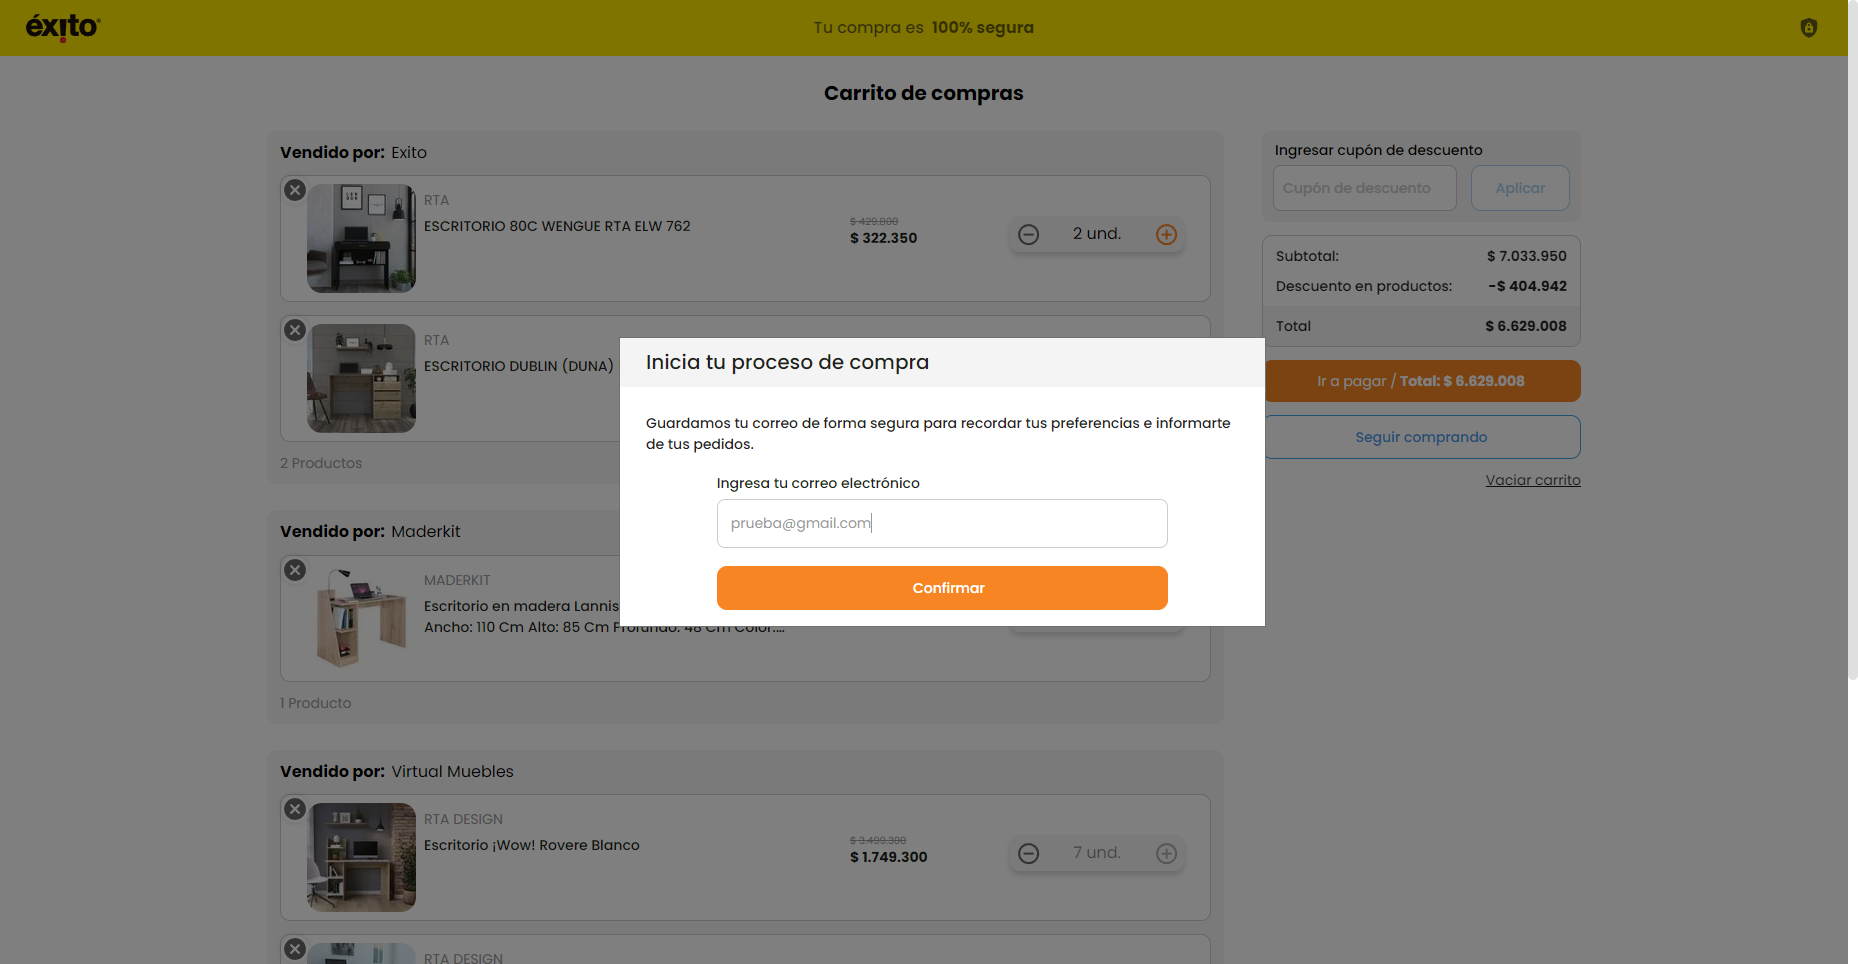 éxito
Tu compra es 100% segura
Carrito de compras
Vendido por: Exito
RTA
ESCRITORIO 80C WENGUE RTA ELW 762
$ 429.800
$ 322.350
2 und.
RTA
ESCRITORIO DUBLIN (DUNA)
2 Productos
Vendido por: Maderkit
MADERKIT
Escritorio en madera Lannis
Ancho: 110 Cm Alto: 85 Cm Profundo: 48 Cm Color:...
1 Producto
Vendido por: Virtual Muebles
RTA DESIGN
Escritorio ¡Wow! Rovere Blanco
$ 3.499.300
$ 1.749.300
7 und.
RTA DESIGN
Ingresar cupón de descuento
Cupón de descuento
Aplicar
Subtotal: $ 7.033.950
Descuento en productos: -$ 404.942
Total $ 6.629.008
Ir a pagar / Total: $ 6.629.008
Seguir comprando
Vaciar carrito
Inicia tu proceso de compra
Guardamos tu correo de forma segura para recordar tus preferencias e informarte
de tus pedidos.
Ingresa tu correo electrónico
prueba@gmail.com
Confirmar